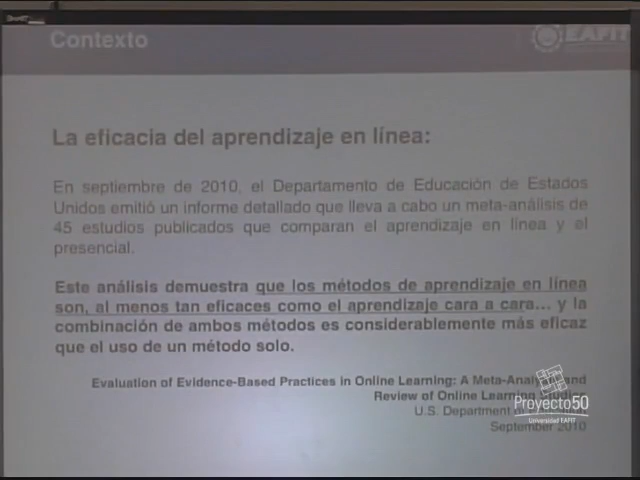 Contexto
EAFIT
La eficacia del aprendizaje en línea:
En septiembre de 2010, el Departamento de Educación de Estados
Unidos emitió un informe detallado que lleva a cabo un meta-análisis de
45 estudios publicados que comparan el aprendizaje en línea y el
presencial.
Este análisis demuestra que los métodos de aprendizaje en línea
son, al menos tan eficaces como el aprendizaje cara a cara... y la
combinación de ambos métodos es considerablemente más eficaz
que el uso de un método solo.
Evaluation of Evidence-Based Practices in Online Learning: A Meta-Analysis and
Review of Online Learning Studies
U.S. Department
September 2010
Proyecto50
Universidad EAFIT